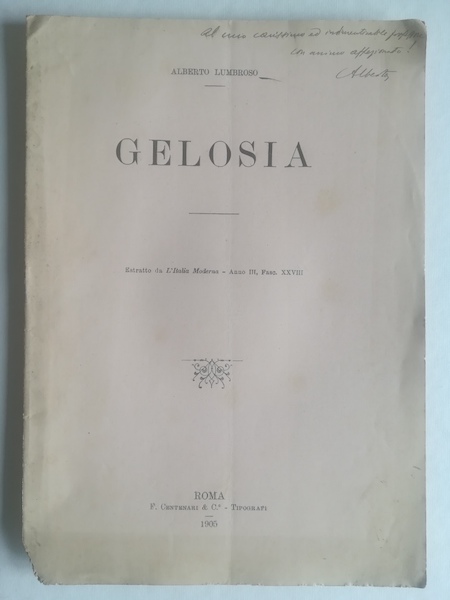 Al mio carissimo ed indimenticabile
con animo affezionato!
Alberto
ALBERTO LUMBROSO
GELOSIA
Estratto da L'Italia Moderna - Anno III, Fasc. XXVIII
ROMA
F. Centenari & C.i - Tipografi
1905